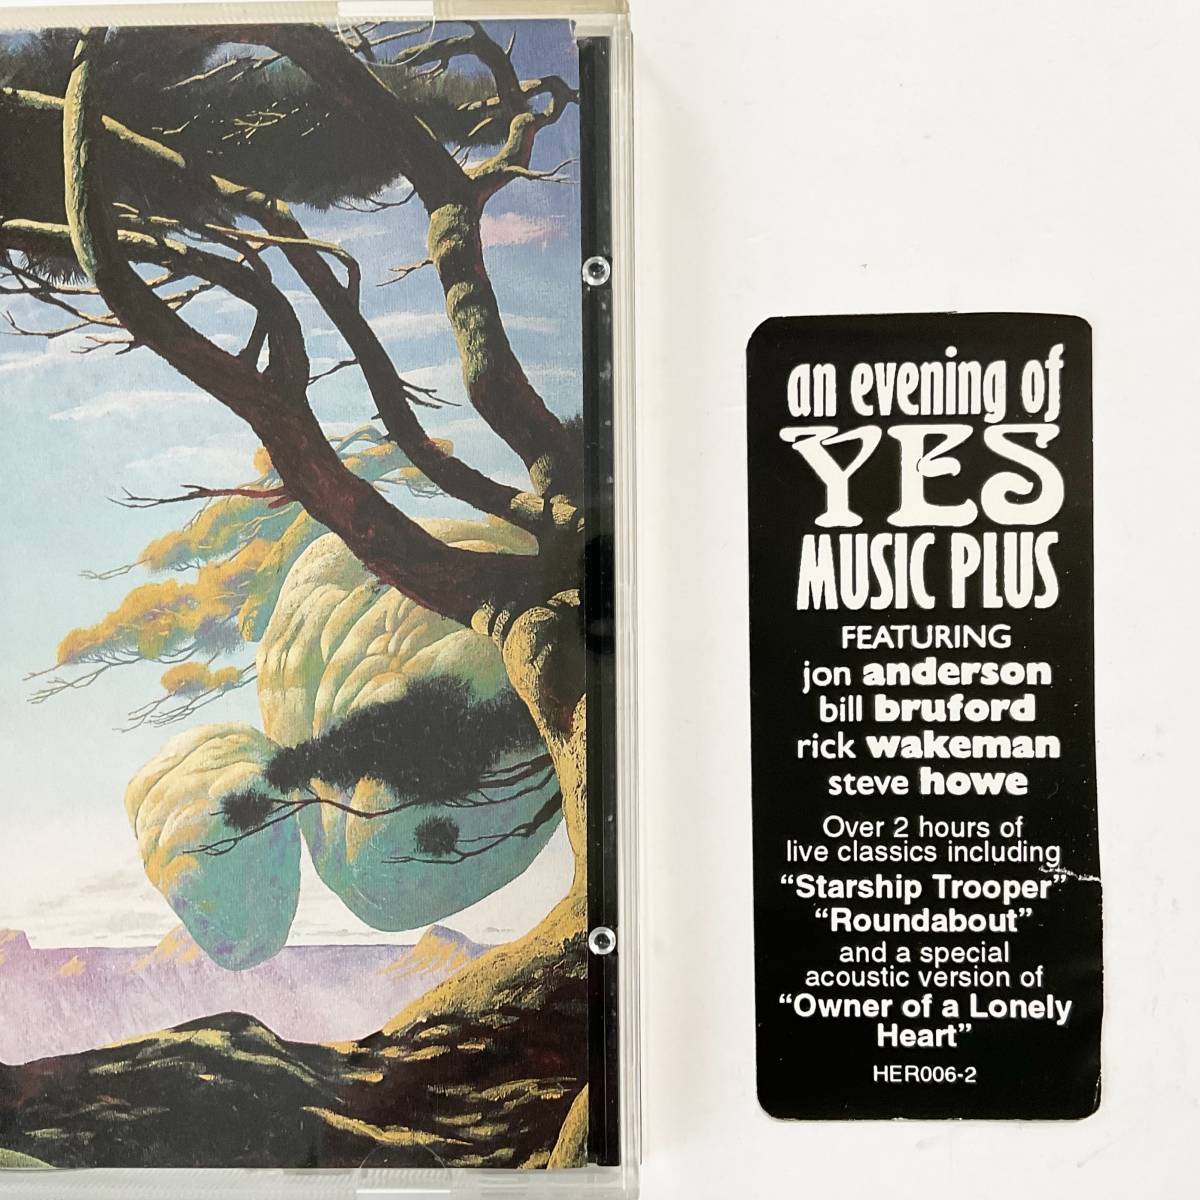 an evening of
YES
MUSIC PLUS
FEATURING
jon anderson
bill bruford
rick wakeman
steve howe
Over 2 hours of
live classics including
“Starship Trooper”
“Roundabout”
and a special
acoustic version of
“Owner of a Lonely
Heart”
HER006-2